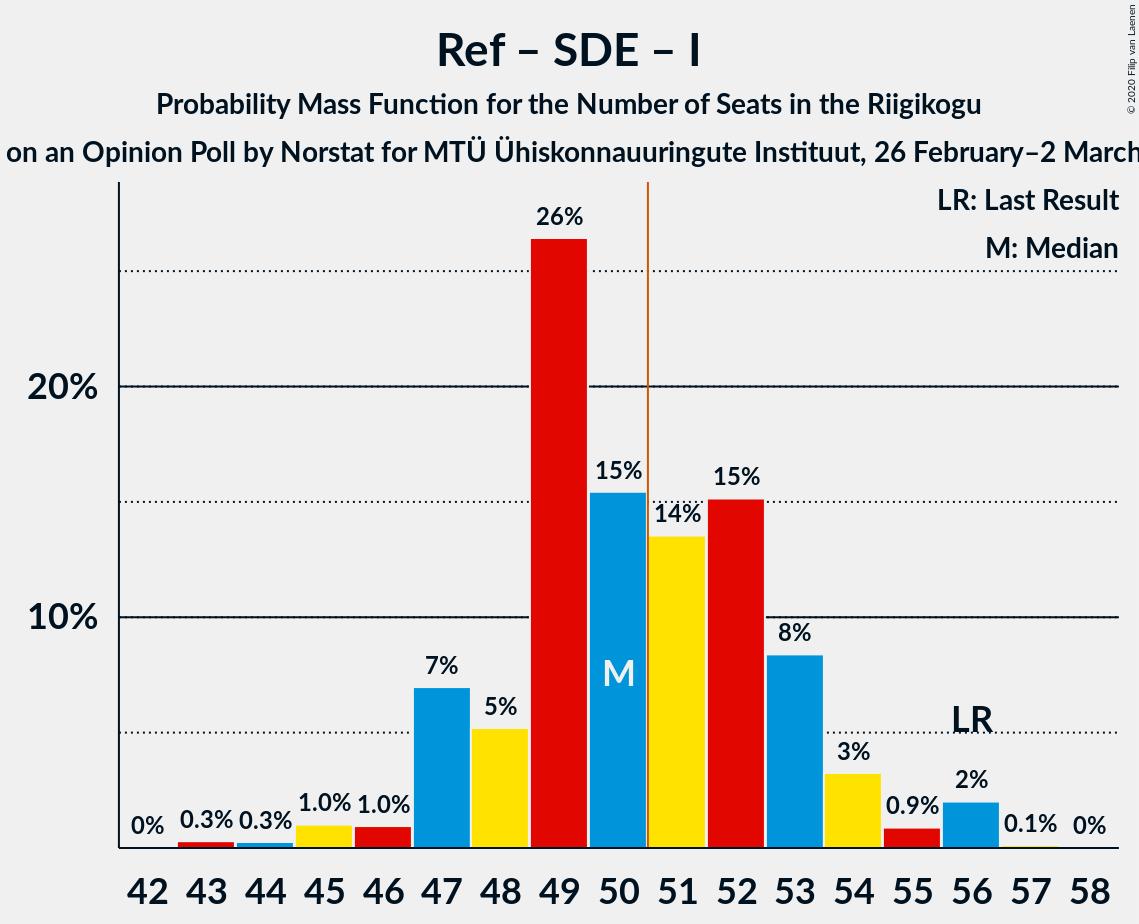 Ref – SDE – I
Probability Mass Function for the Number of Seats in the Riigikogu
on an Opinion Poll by Norstat for MTÜ Ühiskonnauuringute Instituut, 26 February–2 March
© 2020 Filip van Laenen
LR: Last Result
M: Median
26%
20%
15%
14%
15%
10%
8%
7%
M
5%
LR
3%
2%
1.0%
1.0%
0.9%
0%
0.3%
0.3%
0.1%
0%
42 43 44 45 46 47 48 49 50 51 52 53 54 55 56 57 58